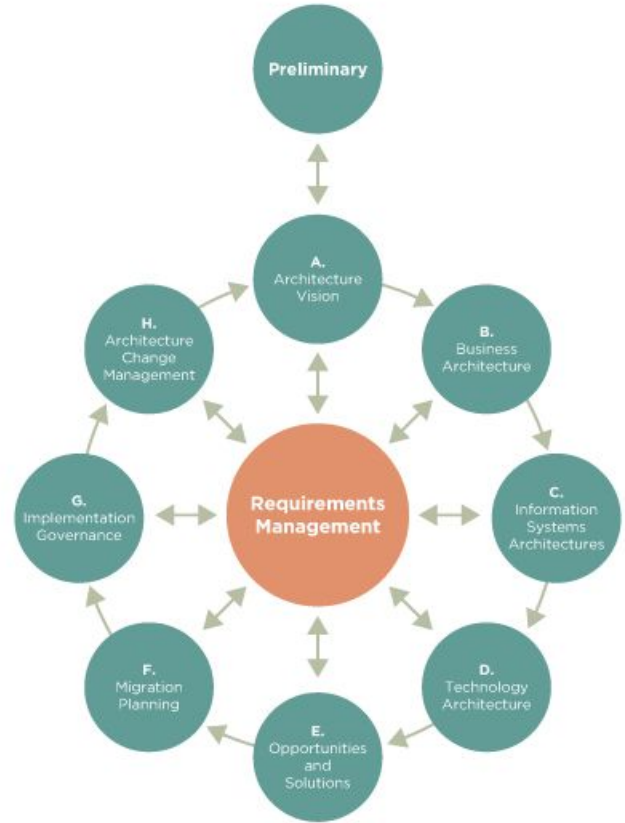 Preliminary
A.
Architecture
Vision
B.
Business
Architecture
C.
Information
Systems
Architectures
D.
Technology
Architecture
E.
Opportunities
and
Solutions
F.
Migration
Planning
G.
Implementation
Governance
H.
Architecture
Change
Management
Requirements
Management